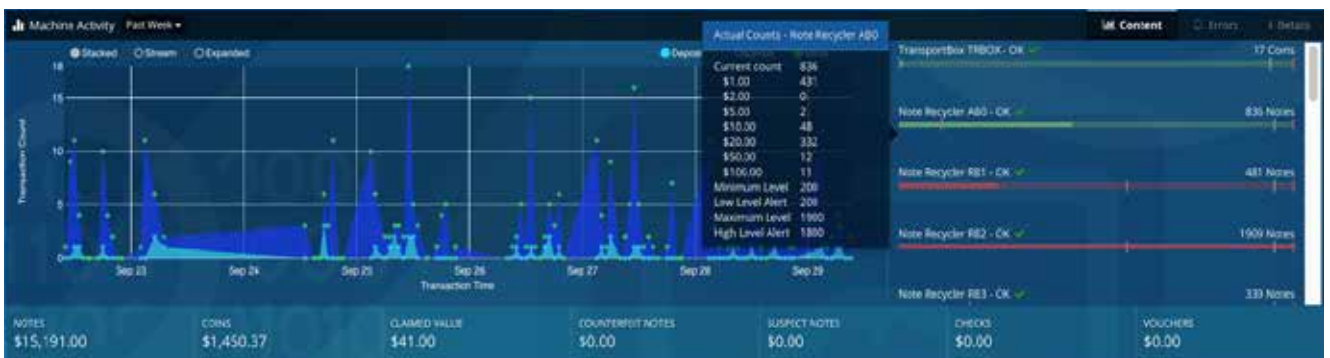 Machine Activity Past Week
Content
Errors
Details
Stacked Stream Expanded
18
15
10
5
0
Transaction Count
Sep 23 Sep 24 Sep 25 Sep 26 Sep 27 Sep 28 Sep 29
Transaction Time
Actual Counts - Note Recycler AB0
Current count 836
$1.00 431
$2.00 0
$5.00 2
$10.00 48
$20.00 332
$50.00 12
$100.00 11
Minimum Level 200
Low Level Alert 200
Maximum Level 1900
High Level Alert 1800
TransportBox TRBOX - OK 17 Coins
Note Recycler AB0 - OK 836 Notes
Note Recycler RB1 - OK 481 Notes
Note Recycler RB2 - OK 1909 Notes
Note Recycler RB3 - OK 339 Notes
NOTES
$15,191.00
COINS
$1,450.37
CLAIMED VALUE
$41.00
COUNTERFEIT NOTES
$0.00
SUSPECT NOTES
$0.00
CHECKS
$0.00
VOUCHERS
$0.00